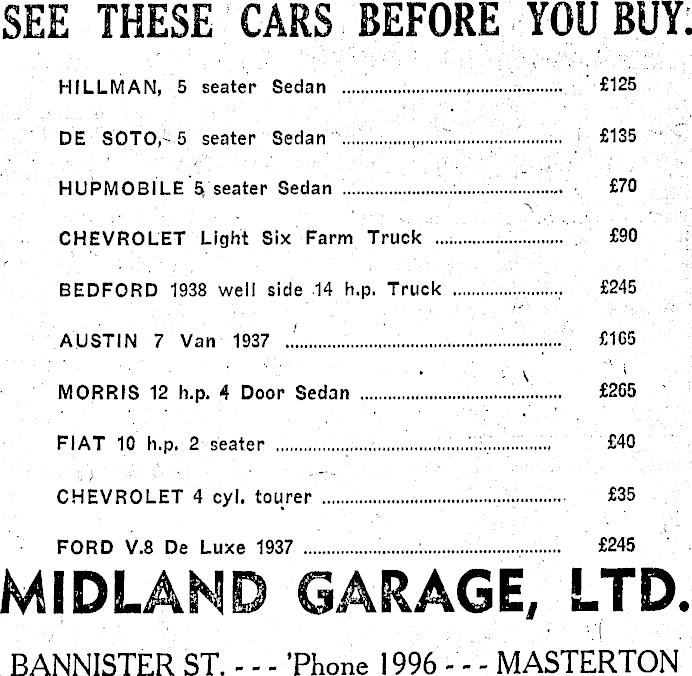 SEE THESE CARS BEFORE YOU BUY.
HILLMAN, 5 seater Sedan ........................................ £125
DE SOTO, 5 seater Sedan ........................................ £135
HUPMOBILE 5 seater Sedan ........................................ £70
CHEVROLET Light Six Farm Truck ........................... £90
BEDFORD 1938 well side 14 h.p. Truck ....................... £245
AUSTIN 7 Van 1937 ........................................................ £165
MORRIS 12 h.p. 4 Door Sedan ........................................ £265
FIAT 10 h.p. 2 seater ........................................................ £40
CHEVROLET 4 cyl. tourer ................................................ £35
FORD V.8 De Luxe 1937 .................................................... £245
MIDLAND GARAGE, LTD.
BANNISTER ST. - - - 'Phone 1996 - - - MASTERTON